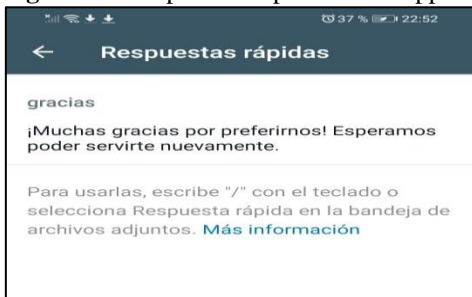 37 % 22:52
Respuestas rápidas
gracias
¡Muchas gracias por preferirnos! Esperamos
poder servirte nuevamente.
Para usarlas, escribe "/" con el teclado o
selecciona Respuesta rápida en la bandeja de
archivos adjuntos. Más información